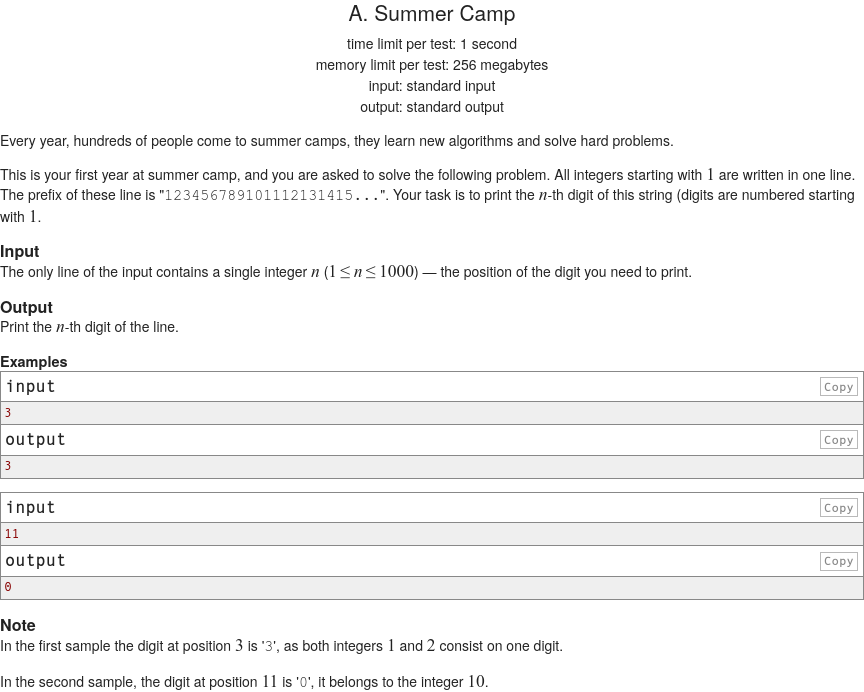 A. Summer Camp
time limit per test: 1 second
memory limit per test: 256 megabytes
input: standard input
output: standard output
Every year, hundreds of people come to summer camps, they learn new algorithms and solve hard problems.
This is your first year at summer camp, and you are asked to solve the following problem. All integers starting with 1 are written in one line.
The prefix of these line is "123456789101112131415...". Your task is to print the n-th digit of this string (digits are numbered starting
with 1.
Input
The only line of the input contains a single integer n (1 ≤ n ≤ 1000) — the position of the digit you need to print.
Output
Print the n-th digit of the line.
Examples
input Copy
3
output Copy
3
input Copy
11
output Copy
0
Note
In the first sample the digit at position 3 is '3', as both integers 1 and 2 consist on one digit.
In the second sample, the digit at position 11 is '0', it belongs to the integer 10.